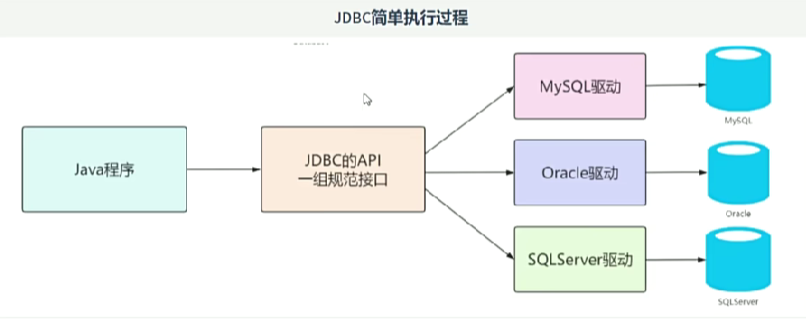 JDBC简单执行过程
Java程序
JDBC的API
一组规范接口
MySQL驱动
MySQL
Oracle驱动
Oracle
SQLServer驱动
SQLServer